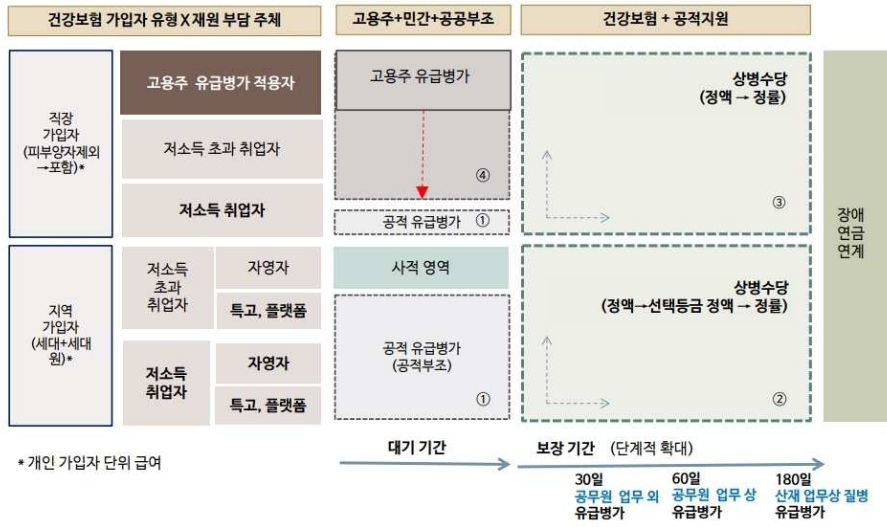 건강보험 가입자 유형 X 재원 부담 주체
고용주+민간+공공부조
건강보험 + 공적지원
직장
가입자
(피부양자제외
→포함)*
고용주 유급병가 적용자
저소득 초과 취업자
저소득 취업자
고용주 유급병가
④
공적 유급병가 ①
상병수당
(정액 → 정률)
③
지역
가입자
(세대+세대
원)*
저소득
초과
취업자
자영자
특고, 플랫폼
저소득
취업자
자영자
특고, 플랫폼
사적 영역
공적 유급병가
(공적부조)
①
상병수당
(정액→선택등급 정액 → 정률)
②
장애
연금
연계
* 개인 가입자 단위 급여
대기 기간
보장 기간 (단계적 확대)
30일
공무원 업무 외
유급병가
60일
공무원 업무 상
유급병가
180일
산재 업무상 질병
유급병가